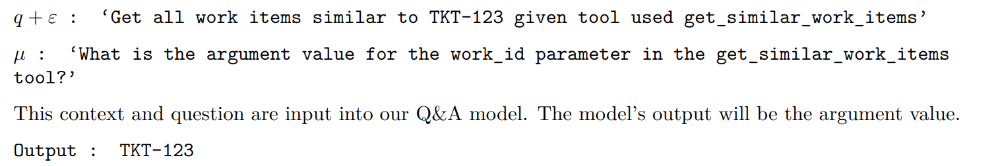 q + ε : ‘Get all work items similar to TKT-123 given tool used get_similar_work_items’
μ : ‘What is the argument value for the work_id parameter in the get_similar_work_items
tool?’
This context and question are input into our Q&A model. The model’s output will be the argument value.
Output : TKT-123